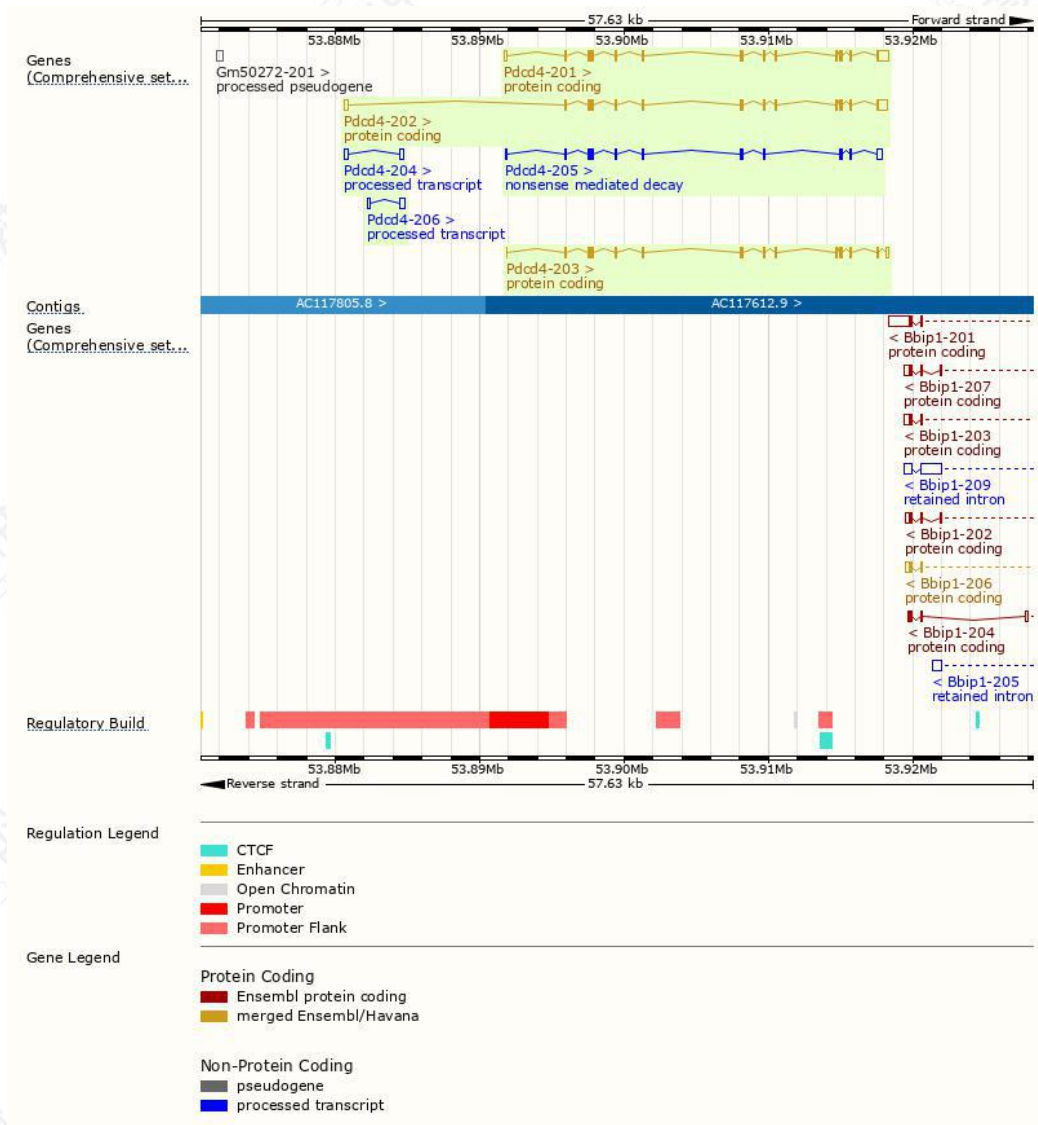 57.63 kb
Forward strand
53.88Mb 53.89Mb 53.90Mb 53.91Mb 53.92Mb
Genes
(Comprehensive set...
Gm50272-201 >
processed pseudogene
Pdcd4-201 >
protein coding
Pdcd4-202 >
protein coding
Pdcd4-204 >
processed transcript
Pdcd4-205 >
nonsense mediated decay
Pdcd4-206 >
processed transcript
Pdcd4-203 >
protein coding
Contigs
AC117805.8 >
AC117612.9 >
Genes
(Comprehensive set...
< Bbip1-201
protein coding
< Bbip1-207
protein coding
< Bbip1-203
protein coding
< Bbip1-209
retained intron
< Bbip1-202
protein coding
< Bbip1-206
protein coding
< Bbip1-204
protein coding
< Bbip1-205
retained intron
Regulatory Build
53.88Mb 53.89Mb 53.90Mb 53.91Mb 53.92Mb
Reverse strand
57.63 kb
Regulation Legend
CTCF
Enhancer
Open Chromatin
Promoter
Promoter Flank
Gene Legend
Protein Coding
Ensembl protein coding
merged Ensembl/Havana
Non-Protein Coding
pseudogene
processed transcript